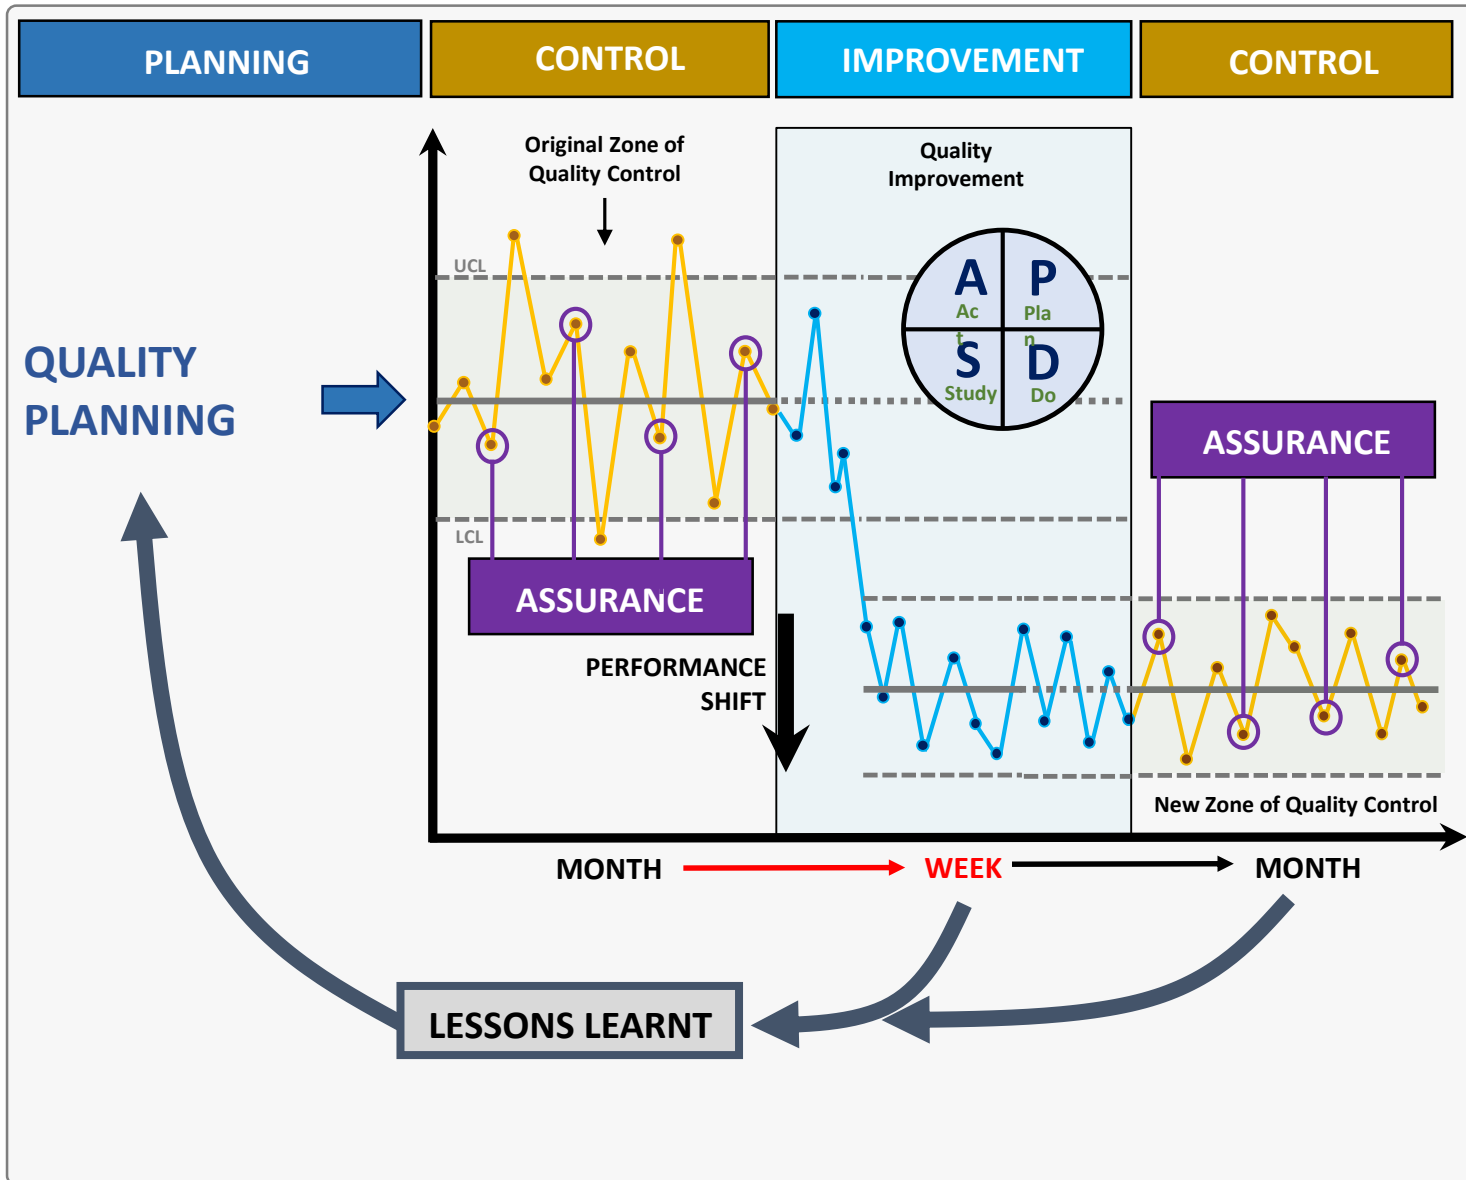 PLANNING
CONTROL
IMPROVEMENT
CONTROL
Original Zone of
Quality Control
Quality
Improvement
UCL
A
Ac
t
P
Pla
n
S
Study
D
Do
QUALITY
PLANNING
ASSURANCE
LCL
ASSURANCE
PERFORMANCE
SHIFT
New Zone of Quality Control
MONTH
WEEK
MONTH
LESSONS LEARNT